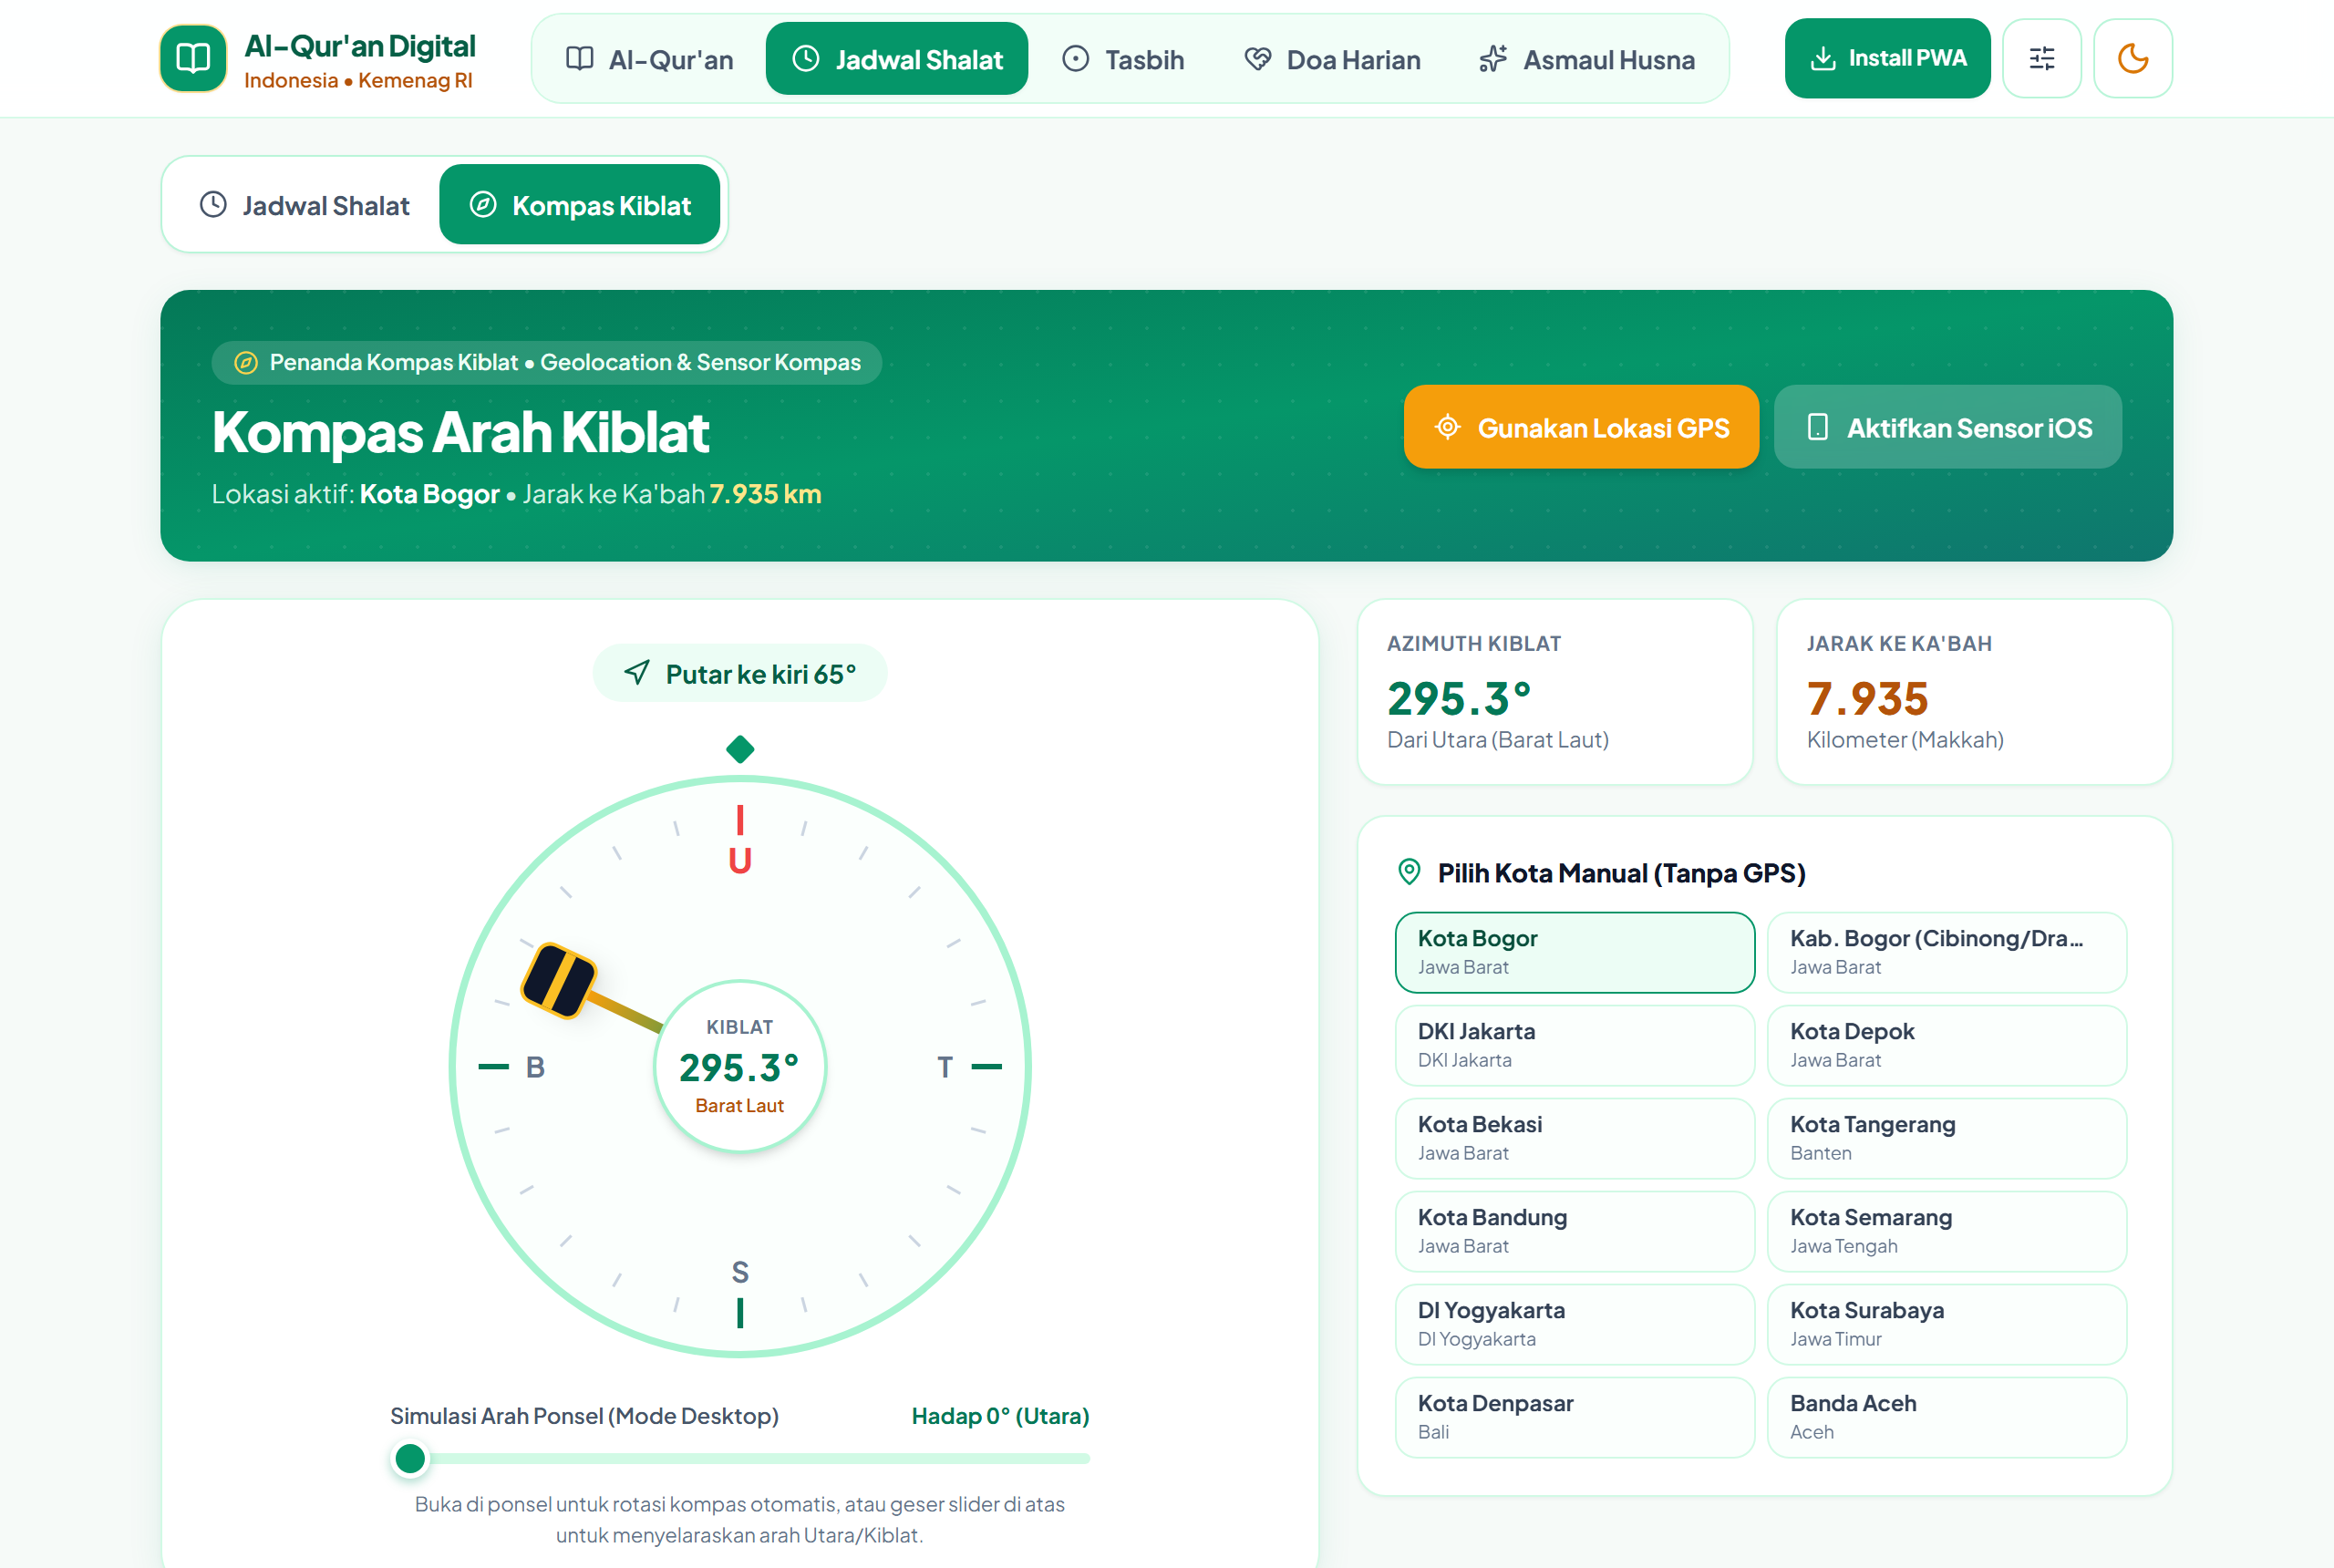 Al-Qur'an Digital
Indonesia • Kemenag RI
Al-Qur'an
Jadwal Shalat
Tasbih
Doa Harian
Asmaul Husna
Install PWA
Jadwal Shalat
Kompas Kiblat
Penanda Kompas Kiblat • Geolocation & Sensor Kompas
Kompas Arah Kiblat
Lokasi aktif: Kota Bogor • Jarak ke Ka'bah 7.935 km
Gunakan Lokasi GPS
Aktifkan Sensor iOS
Putar ke kiri 65°
U
B
T
S
KIBLAT
295.3°
Barat Laut
Simulasi Arah Ponsel (Mode Desktop)
Hadap 0° (Utara)
Buka di ponsel untuk rotasi kompas otomatis, atau geser slider di atas
untuk menyelaraskan arah Utara/Kiblat.
AZIMUTH KIBLAT
295.3°
Dari Utara (Barat Laut)
JARAK KE KA'BAH
7.935
Kilometer (Makkah)
Pilih Kota Manual (Tanpa GPS)
Kota Bogor
Jawa Barat
Kab. Bogor (Cibinong/Dra...
Jawa Barat
DKI Jakarta
DKI Jakarta
Kota Depok
Jawa Barat
Kota Bekasi
Jawa Barat
Kota Tangerang
Banten
Kota Bandung
Jawa Barat
Kota Semarang
Jawa Tengah
DI Yogyakarta
DI Yogyakarta
Kota Surabaya
Jawa Timur
Kota Denpasar
Bali
Banda Aceh
Aceh